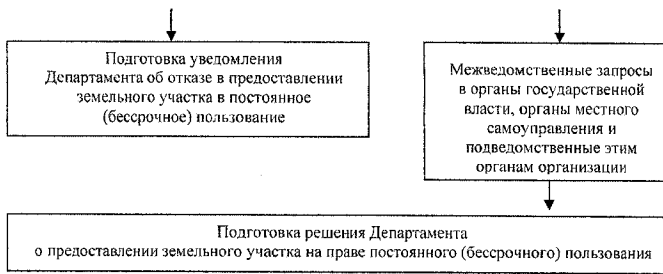 Подготовка уведомления
Департамента об отказе в предоставлении
земельного участка в постоянное
(бессрочное) пользование
Межведомственные запросы
в органы государственной
власти, органы местного
самоуправления и
подведомственные этим
органам организации
Подготовка решения Департамента
о предоставлении земельного участка на праве постоянного (бессрочного) пользования